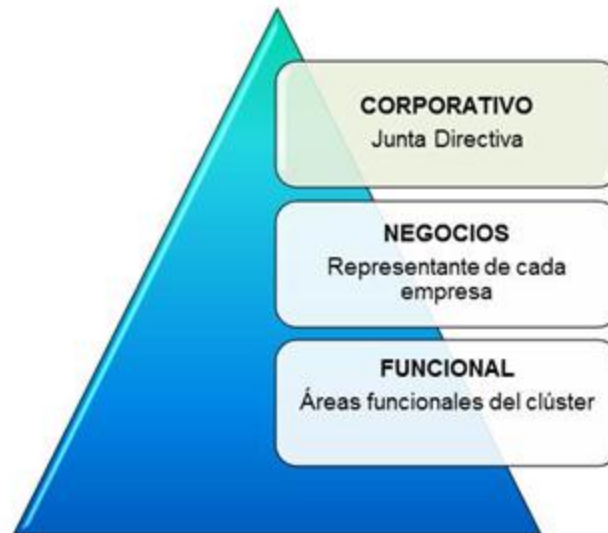 CORPORATIVO
Junta Directiva
NEGOCIOS
Representante de cada
empresa
FUNCIONAL
Áreas funcionales del clúster